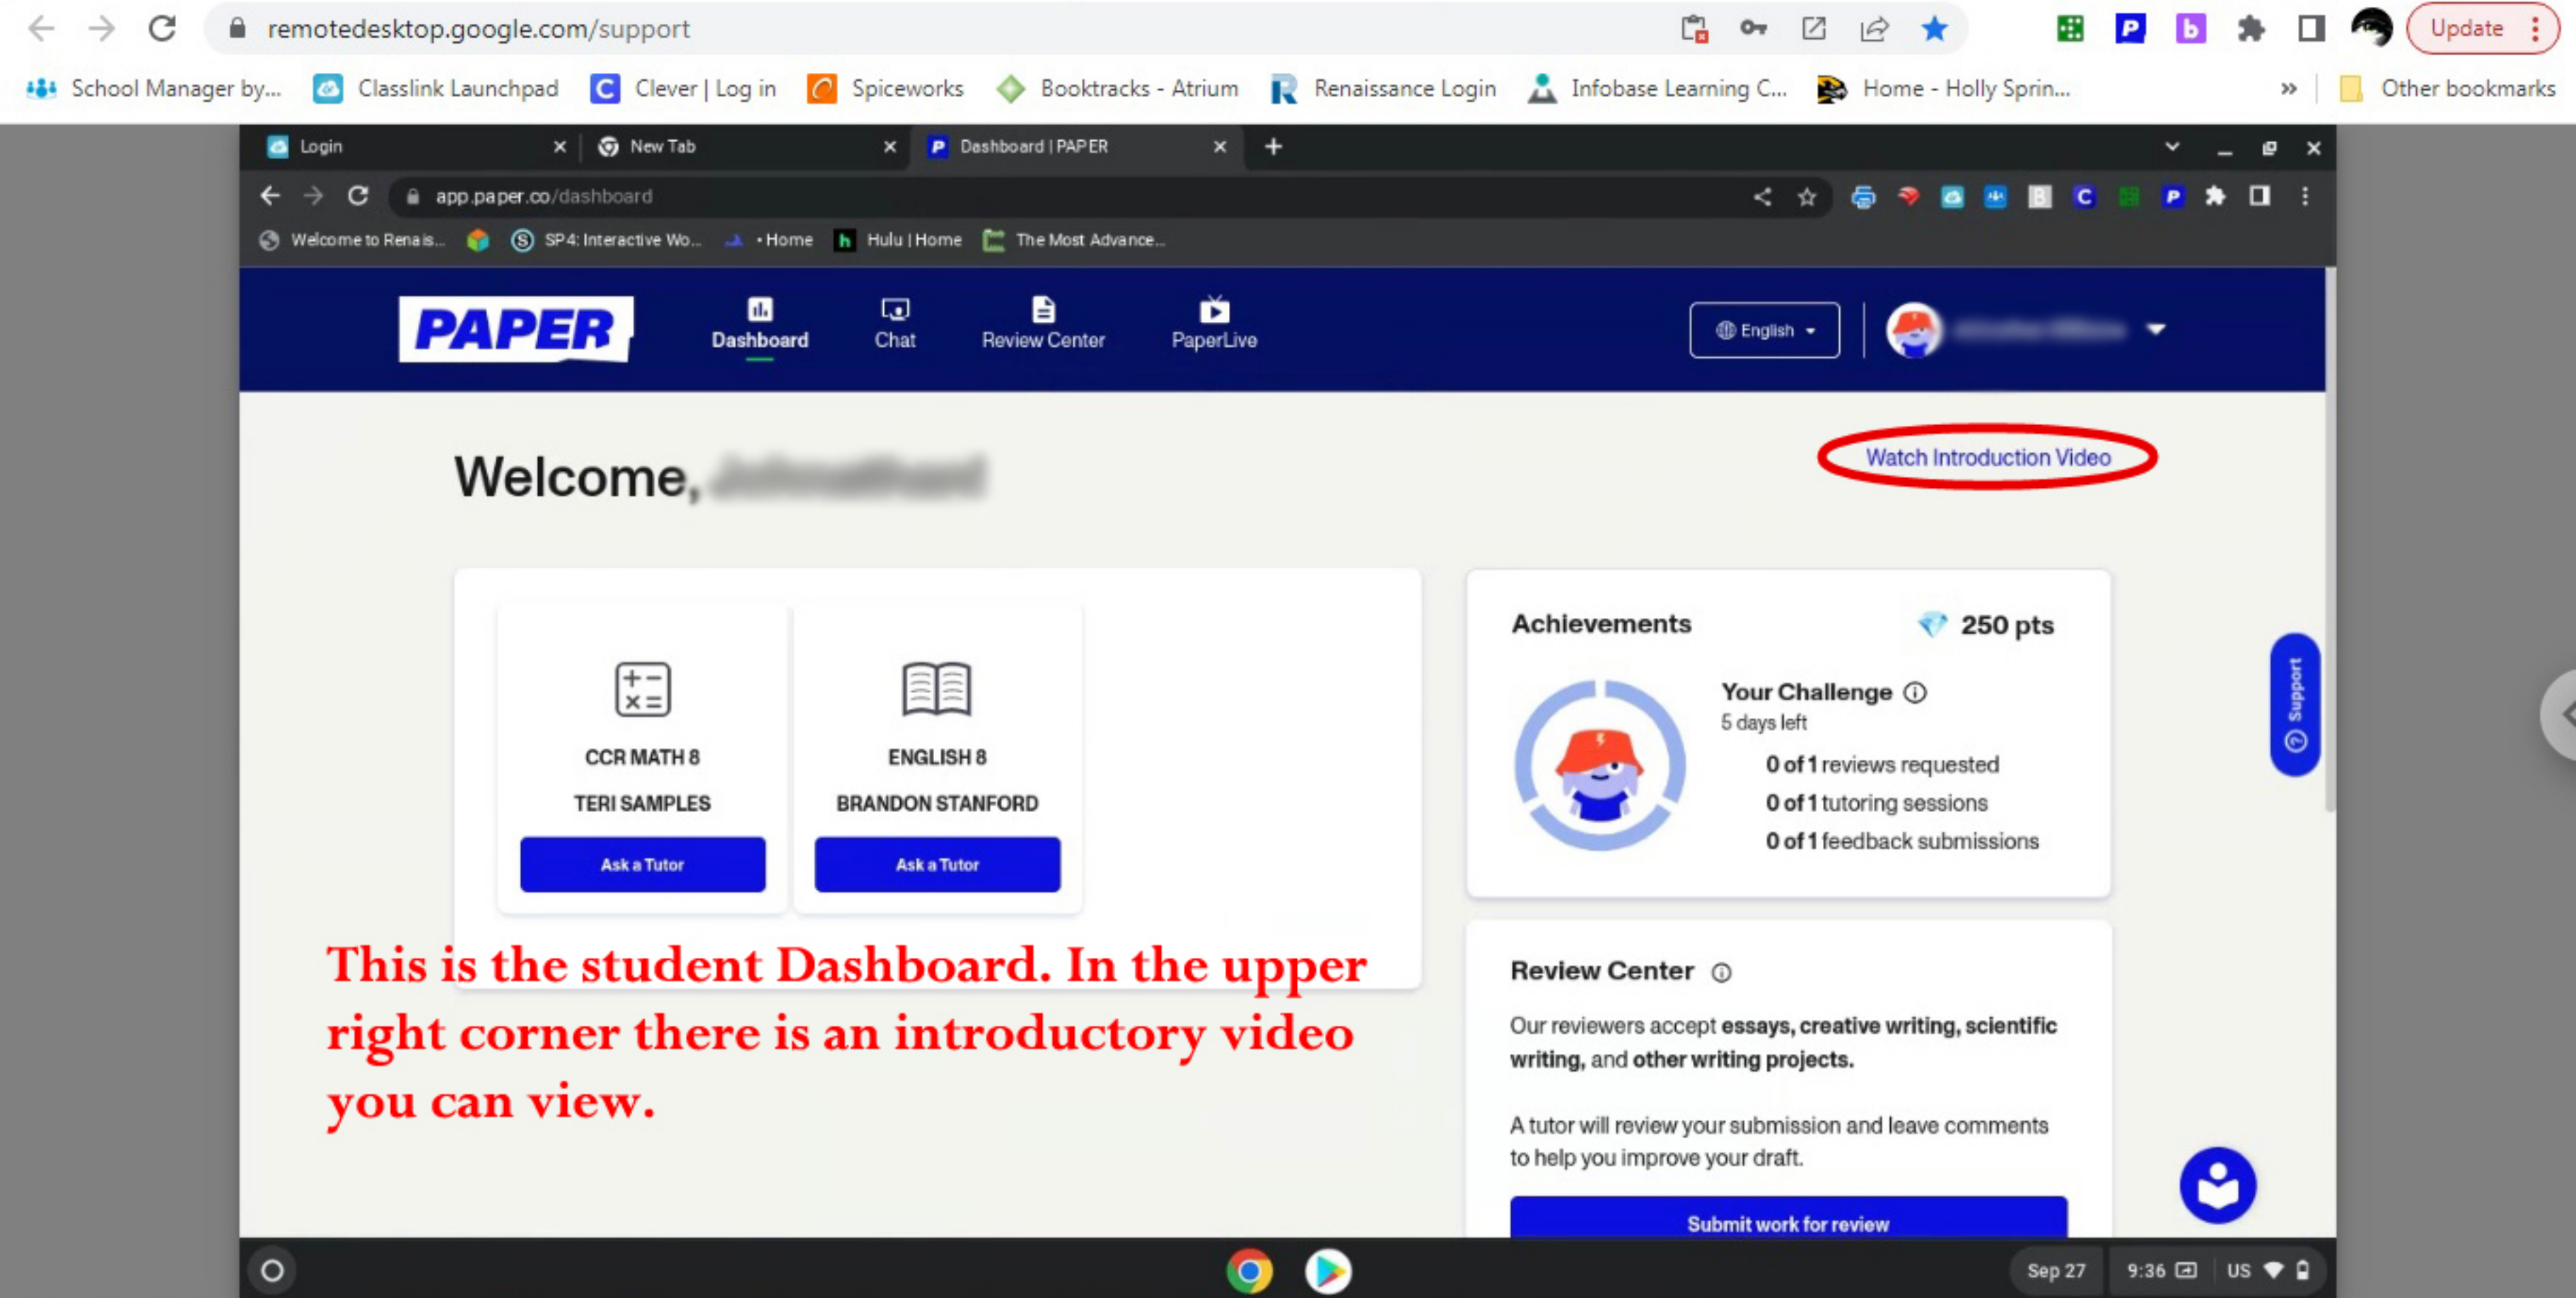 remotedesktop.google.com/support
Update
School Manager by... Classlink Launchpad Clever | Log in Spiceworks Booktracks - Atrium Renaissance Login Infobase Learning C... Home - Holly Sprin... » Other bookmarks
Login New Tab Dashboard | PAPER
app.paper.co/dashboard
Welcome to Renais... SP4: Interactive Wo... • Home Hulu | Home The Most Advance...
PAPER
Dashboard Chat Review Center PaperLive
English
Watch Introduction Video
Welcome,
CCR MATH 8
TERI SAMPLES
Ask a Tutor
ENGLISH 8
BRANDON STANFORD
Ask a Tutor
Achievements 250 pts
Your Challenge
5 days left
0 of 1 reviews requested
0 of 1 tutoring sessions
0 of 1 feedback submissions
Support
This is the student Dashboard. In the upper
right corner there is an introductory video
you can view.
Review Center
Our reviewers accept essays, creative writing, scientific
writing, and other writing projects.
A tutor will review your submission and leave comments
to help you improve your draft.
Submit work for review
Sep 27 9:36 US